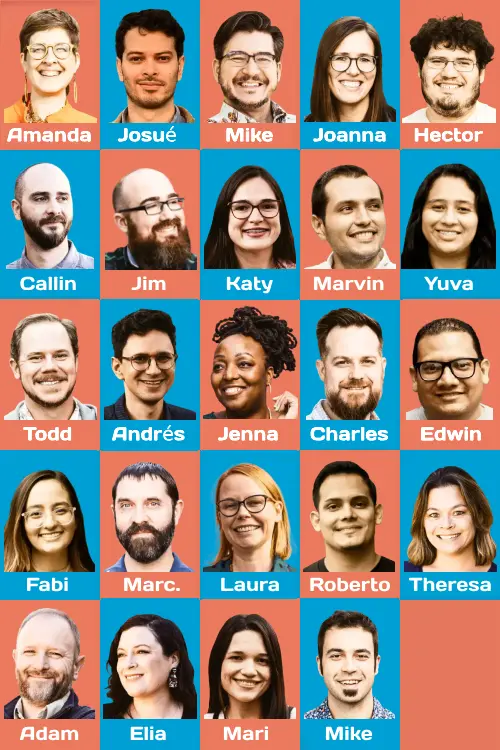 Amanda
Josué
Mike
Joanna
Hector
Callin
Jim
Katy
Marvin
Yuva
Todd
Andrés
Jenna
Charles
Edwin
Fabi
Marc.
Laura
Roberto
Theresa
Adam
Elia
Mari
Mike